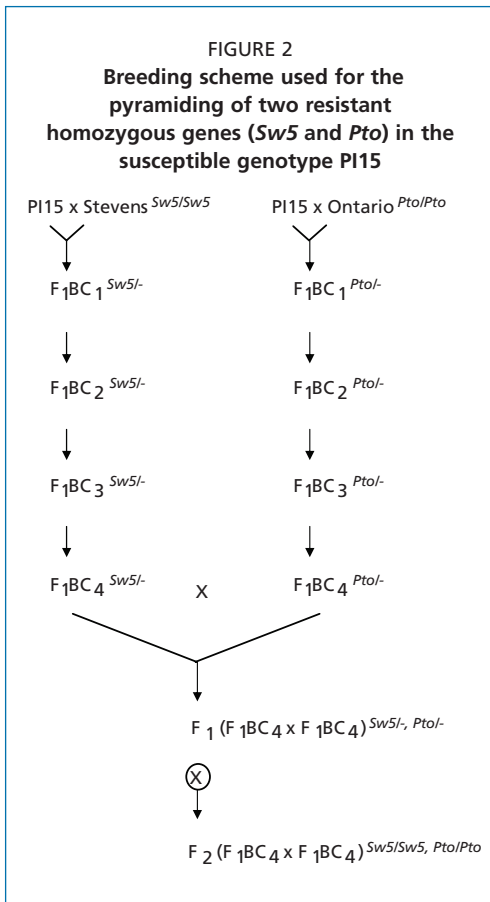 FIGURE 2
Breeding scheme used for the
pyramiding of two resistant
homozygous genes (Sw5 and Pto) in the
susceptible genotype PI15
PI15 x Stevens Sw5/Sw5 PI15 x Ontario Pto/Pto
F1BC1 Sw5/- F1BC1 Pto/-
F1BC2 Sw5/- F1BC2 Pto/-
F1BC3 Sw5/- F1BC3 Pto/-
F1BC4 Sw5/- X F1BC4 Pto/-
F1 (F1BC4 x F1BC4) Sw5/-, Pto/-
X
F2 (F1BC4 x F1BC4) Sw5/Sw5, Pto/Pto